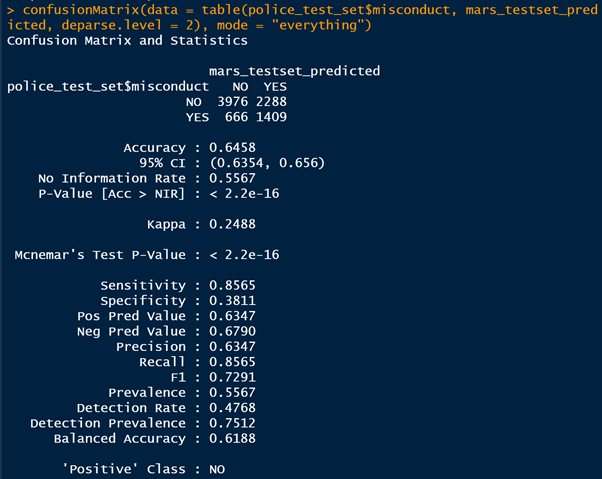 > confusionMatrix(data = table(police_test_set$misconduct, mars_testset_pred
icted, deparse.level = 2), mode = "everything")
Confusion Matrix and Statistics
mars_testset_predicted
police_test_set$misconduct NO YES
NO 3976 2288
YES 666 1409
Accuracy : 0.6458
95% CI : (0.6354, 0.656)
No Information Rate : 0.5567
P-Value [Acc > NIR] : < 2.2e-16
Kappa : 0.2488
Mcnemar's Test P-Value : < 2.2e-16
Sensitivity : 0.8565
Specificity : 0.3811
Pos Pred Value : 0.6347
Neg Pred Value : 0.6790
Precision : 0.6347
Recall : 0.8565
F1 : 0.7291
Prevalence : 0.5567
Detection Rate : 0.4768
Detection Prevalence : 0.7512
Balanced Accuracy : 0.6188
'Positive' Class : NO